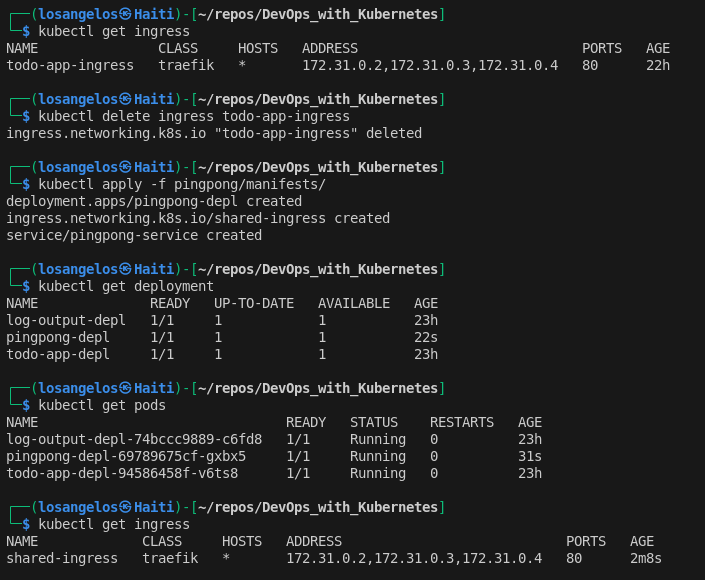 ┌──(losangelos㉿Haiti)-[~/repos/DevOps_with_Kubernetes]
└─$ kubectl get ingress
NAME               CLASS     HOSTS   ADDRESS                            PORTS   AGE
todo-app-ingress   traefik   *       172.31.0.2,172.31.0.3,172.31.0.4   80      22h

┌──(losangelos㉿Haiti)-[~/repos/DevOps_with_Kubernetes]
└─$ kubectl delete ingress todo-app-ingress
ingress.networking.k8s.io "todo-app-ingress" deleted

┌──(losangelos㉿Haiti)-[~/repos/DevOps_with_Kubernetes]
└─$ kubectl apply -f pingpong/manifests/
deployment.apps/pingpong-depl created
ingress.networking.k8s.io/shared-ingress created
service/pingpong-service created

┌──(losangelos㉿Haiti)-[~/repos/DevOps_with_Kubernetes]
└─$ kubectl get deployment
NAME              READY   UP-TO-DATE   AVAILABLE   AGE
log-output-depl   1/1     1            1           23h
pingpong-depl     1/1     1            1           22s
todo-app-depl     1/1     1            1           23h

┌──(losangelos㉿Haiti)-[~/repos/DevOps_with_Kubernetes]
└─$ kubectl get pods
NAME                               READY   STATUS    RESTARTS   AGE
log-output-depl-74bccc9889-c6fd8   1/1     Running   0          23h
pingpong-depl-69789675cf-gxbx5     1/1     Running   0          31s
todo-app-depl-94586458f-v6ts8      1/1     Running   0          23h

┌──(losangelos㉿Haiti)-[~/repos/DevOps_with_Kubernetes]
└─$ kubectl get ingress
NAME             CLASS     HOSTS   ADDRESS                            PORTS   AGE
shared-ingress   traefik   *       172.31.0.2,172.31.0.3,172.31.0.4   80      2m8s